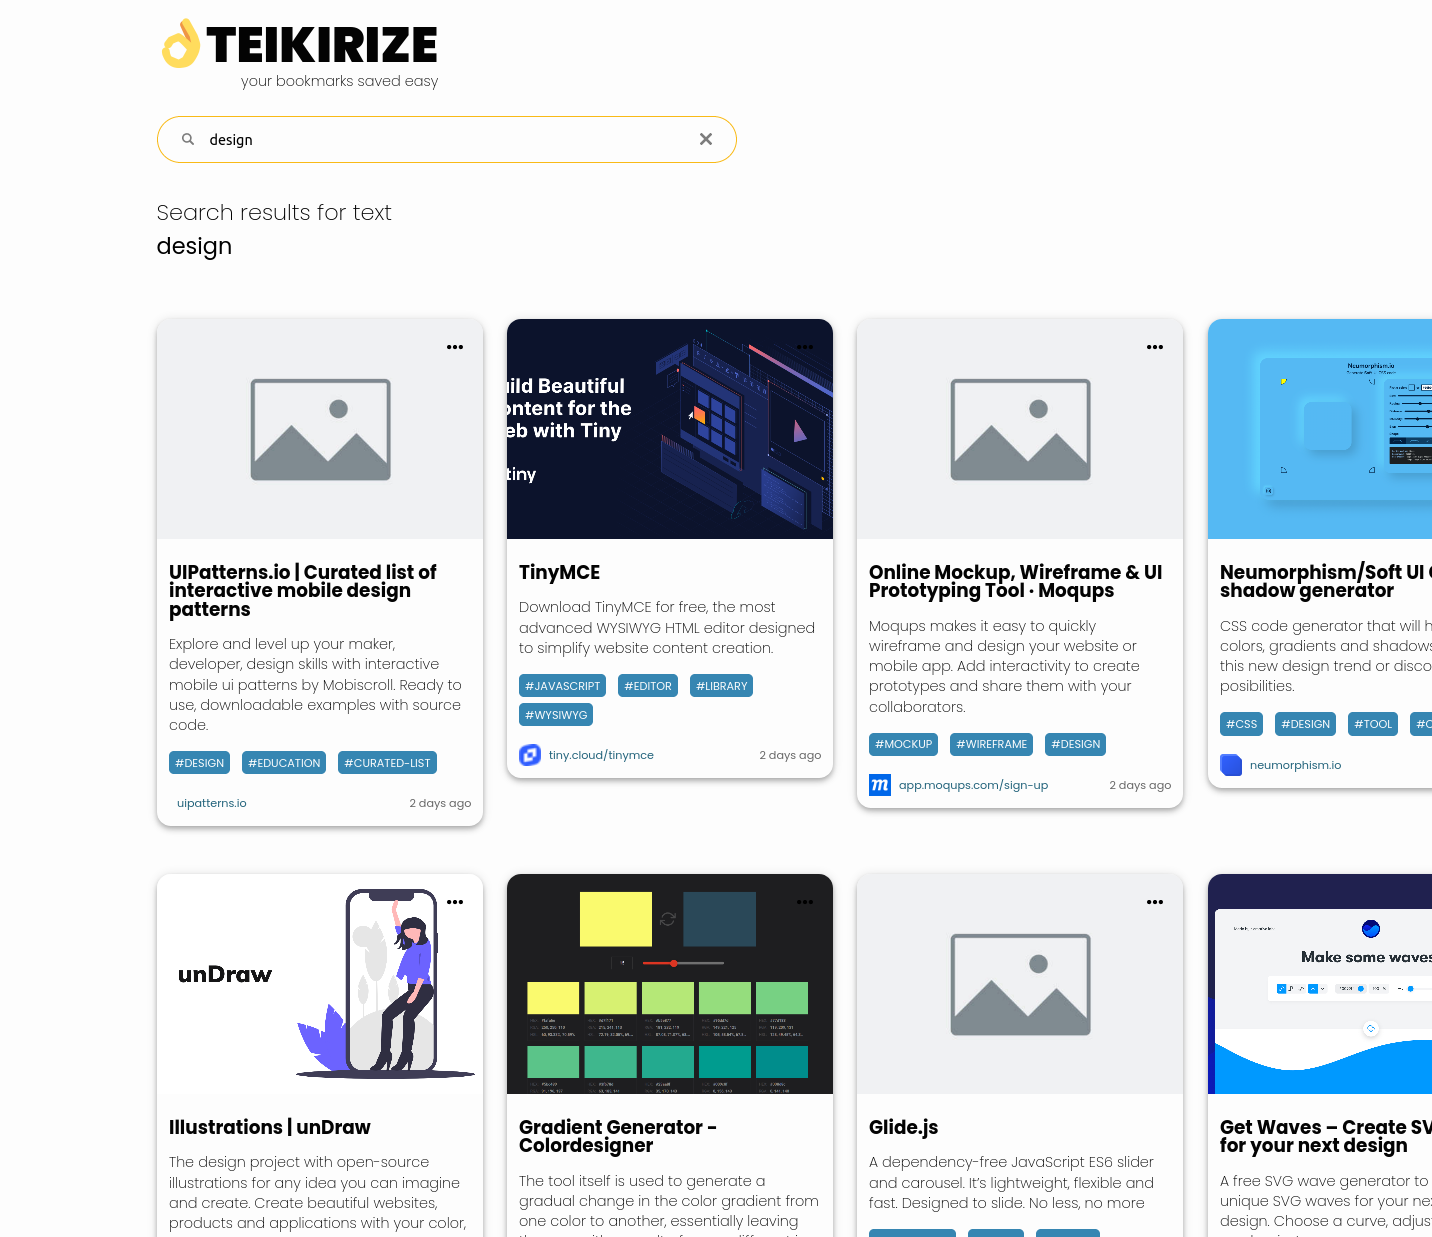 TEIKIRIZE
your bookmarks saved easy
design
Search results for text
design
uild Beautiful
ontent for the
eb with Tiny
tiny
Neumorphism.io
UIPatterns.io | Curated list of
interactive mobile design
patterns
Explore and level up your maker,
developer, design skills with interactive
mobile ui patterns by Mobiscroll. Ready to
use, downloadable examples with source
code.
#DESIGN #EDUCATION #CURATED-LIST
uipatterns.io 2 days ago
TinyMCE
Download TinyMCE for free, the most
advanced WYSIWYG HTML editor designed
to simplify website content creation.
#JAVASCRIPT #EDITOR #LIBRARY
#WYSIWYG
tiny.cloud/tinymce 2 days ago
Online Mockup, Wireframe & UI
Prototyping Tool · Moqups
Moqups makes it easy to quickly
wireframe and design your website or
mobile app. Add interactivity to create
prototypes and share them with your
collaborators.
#MOCKUP #WIREFRAME #DESIGN
m app.moqups.com/sign-up 2 days ago
Neumorphism/Soft UI
shadow generator
CSS code generator that will h
colors, gradients and shadows
this new design trend or disco
posibilities.
#CSS #DESIGN #TOOL
neumorphism.io
unDraw
Make some waves
Illustrations | unDraw
The design project with open-source
illustrations for any idea you can imagine
and create. Create beautiful websites,
products and applications with your color,
Gradient Generator -
Colordesigner
The tool itself is used to generate a
gradual change in the color gradient from
one color to another, essentially leaving
Glide.js
A dependency-free JavaScript ES6 slider
and carousel. It's lightweight, flexible and
fast. Designed to slide. No less, no more
Get Waves – Create SV
for your next design
A free SVG wave generator to
unique SVG waves for your ne
design. Choose a curve, adjus